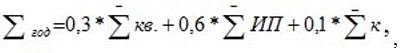 ∑ год =0,3 * ∑̄ кв. + 0,6 * ∑̄ ИП + 0,1 * ∑̄ к , ,